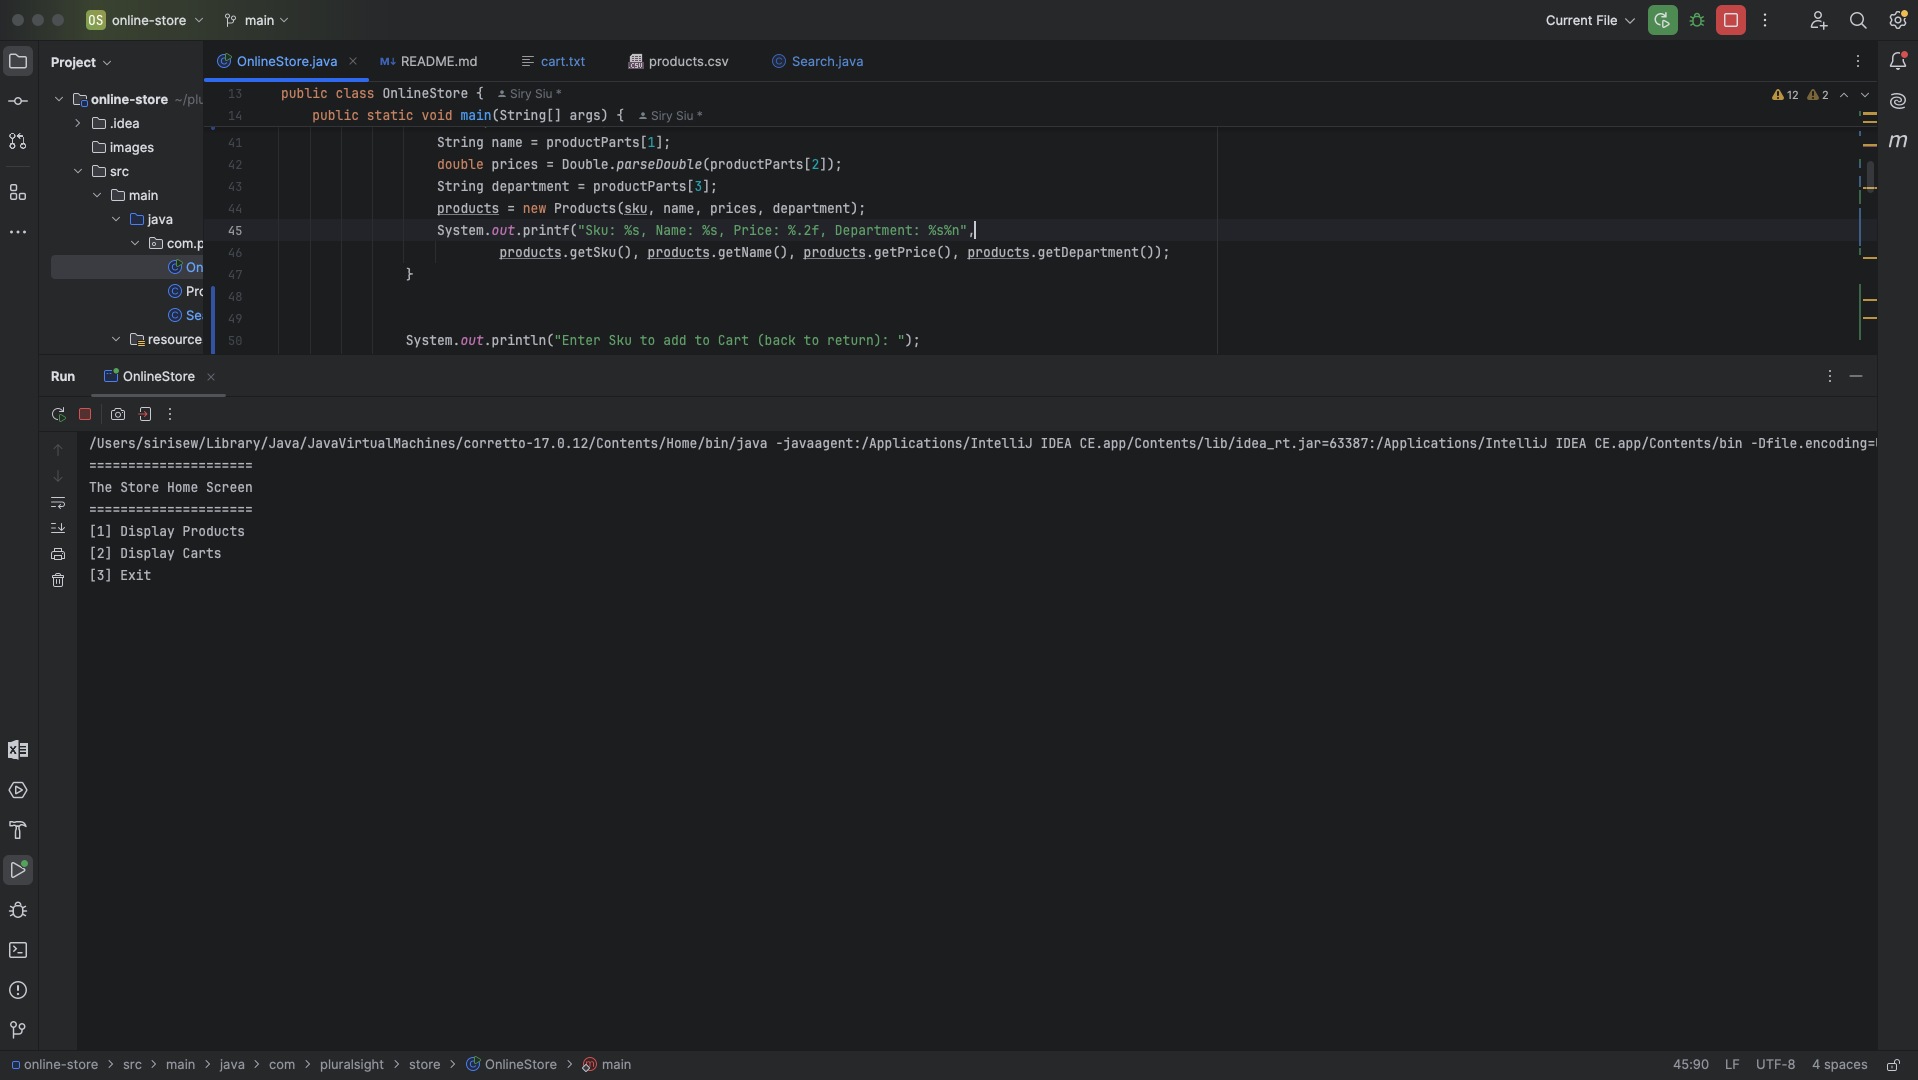 OS online-store main Current File
Project
OnlineStore.java README.md cart.txt products.csv Search.java
online-store ~/plu
.idea
images
src
main
java
com.p
On
Pro
Sea
resource
13 public class OnlineStore { Siry Siu *
14 public static void main(String[] args) { Siry Siu *
12 2
41 String name = productParts[1];
42 double prices = Double.parseDouble(productParts[2]);
43 String department = productParts[3];
44 products = new Products(sku, name, prices, department);
45 System.out.printf("Sku: %s, Name: %s, Price: %.2f, Department: %s%n",
46 products.getSku(), products.getName(), products.getPrice(), products.getDepartment());
47 }
48
49
50 System.out.println("Enter Sku to add to Cart (back to return): ");
Run OnlineStore
/Users/sirisew/Library/Java/JavaVirtualMachines/corretto-17.0.12/Contents/Home/bin/java -javaagent:/Applications/IntelliJ IDEA CE.app/Contents/lib/idea_rt.jar=63387:/Applications/IntelliJ IDEA CE.app/Contents/bin -Dfile.encoding=
=====================
The Store Home Screen
=====================
[1] Display Products
[2] Display Carts
[3] Exit
online-store > src > main > java > com > pluralsight > store > OnlineStore > main 45:90 LF UTF-8 4 spaces